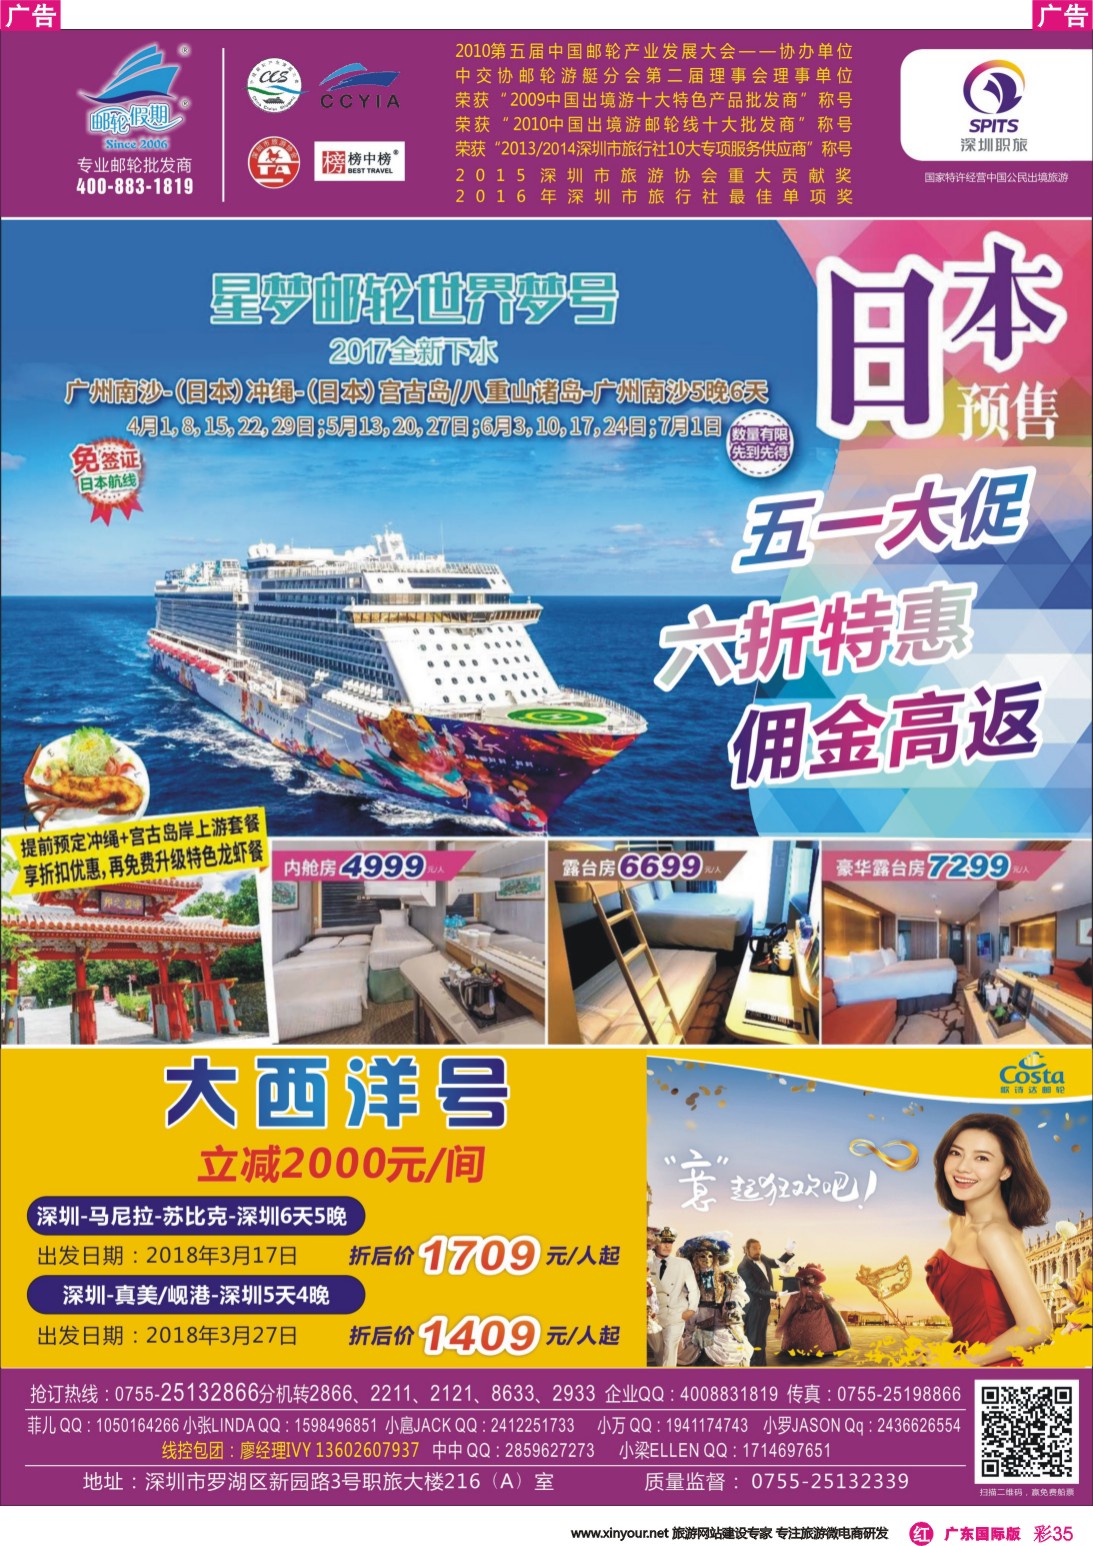 广告
广告
邮轮假期
Since 2006
专业邮轮批发商
400-883-1819
CCS
CCYIA
榜中榜
BEST TRAVEL
2010第五届中国邮轮产业发展大会——协办单位
中交协邮轮游艇分会第二届理事会理事单位
荣获“2009中国出境游十大特色产品批发商”称号
荣获“2010中国出境游邮轮线十大批发商”称号
荣获“2013/2014深圳市旅行社10大专项服务供应商”称号
2015深圳市旅游协会重大贡献奖
2016年深圳市旅行社最佳单项奖
SPITS
深圳职旅
国家特许经营中国公民出境旅游
星梦邮轮世界梦号
2017全新下水
广州南沙-(日本)冲绳-(日本)宫古岛/八重山诸岛-广州南沙5晚6天
4月1,8,15,22,29日;5月13,20,27日;6月3,10,17,24日;7月1日
数量有限
先到先得
免签证
日本航线
日本
预售
五一大促
六折特惠
佣金高返
提前预定冲绳+宫古岛岸上游套餐
享折扣优惠,再免费升级特色龙虾餐
内舱房4999元/人
露台房6699元/人
豪华露台房7299元/人
大西洋号
立减2000元/间
深圳-马尼拉-苏比克-深圳6天5晚
出发日期:2018年3月17日 折后价1709元/人起
深圳-真美/岘港-深圳5天4晚
出发日期:2018年3月27日 折后价1409元/人起
Costa
歌诗达邮轮
“意”起狂欢吧!
抢订热线:0755-25132866分机转2866、2211、2121、8633、2933 企业QQ:4008831819 传真:0755-25198866
菲儿QQ:1050164266 小张LINDA QQ:1598496851 小扈JACK QQ:2412251733 小万QQ:1941174743 小罗JASON Qq:2436626554
线控包团:廖经理IVY 13602607937 中中QQ:2859627273 小梁ELLEN QQ:1714697651
地址:深圳市罗湖区新园路3号职旅大楼216(A)室 质量监督:0755-25132339
扫描二维码,赢免费船票
www.xinyour.net 旅游网站建设专家 专注旅游微电商研发 红 广东国际版 彩35